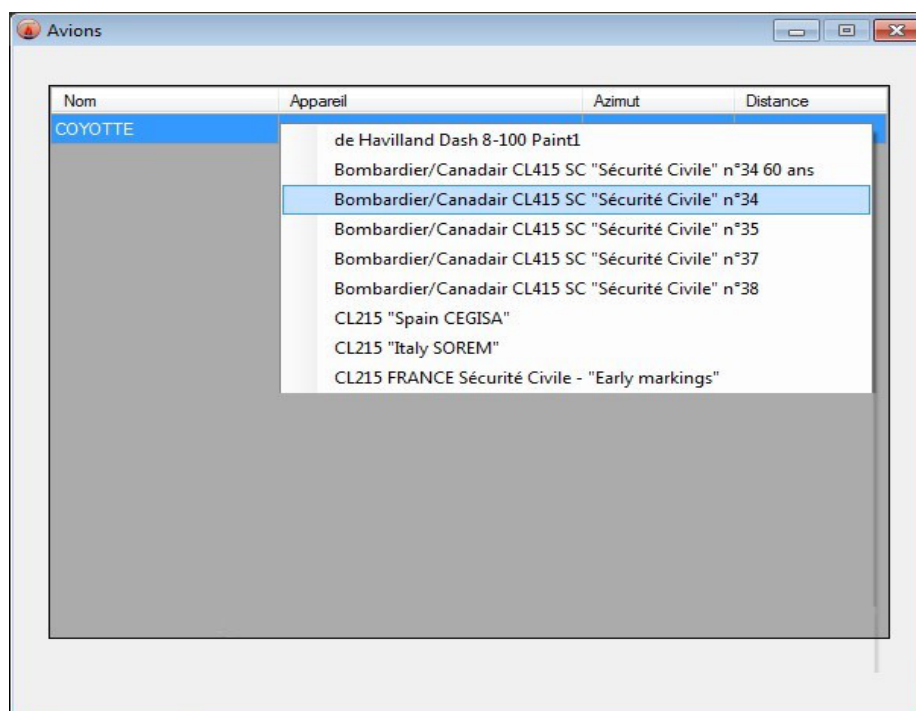 Avions
Nom Appareil Azimut Distance
COYOTTE
de Havilland Dash 8-100 Paint1
Bombardier/Canadair CL415 SC "Sécurité Civile" n°34 60 ans
Bombardier/Canadair CL415 SC "Sécurité Civile" n°34
Bombardier/Canadair CL415 SC "Sécurité Civile" n°35
Bombardier/Canadair CL415 SC "Sécurité Civile" n°37
Bombardier/Canadair CL415 SC "Sécurité Civile" n°38
CL215 "Spain CEGISA"
CL215 "Italy SOREM"
CL215 FRANCE Sécurité Civile - "Early markings"